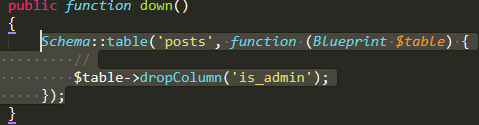 public function down()
{
    Schema::table('posts', function (Blueprint $table) {
        //
        $table->dropColumn('is_admin');
    });
}